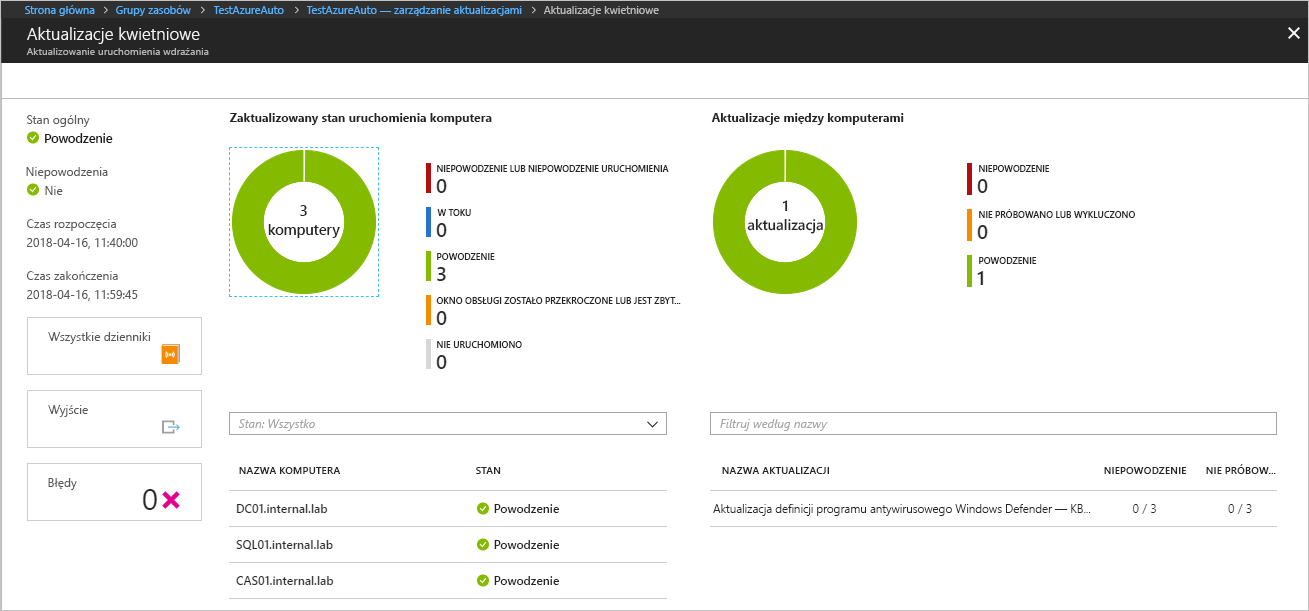 Strona główna > Grupy zasobów > TestAzureAuto > TestAzureAuto — zarządzanie aktualizacjami > Aktualizacje kwietniowe
Aktualizacje kwietniowe
Aktualizowanie uruchomienia wdrażania
Stan ogólny
Powodzenie
Niepowodzenia
Nie
Czas rozpoczęcia
2018-04-16, 11:40:00
Czas zakończenia
2018-04-16, 11:59:45
Wszystkie dzienniki
Wyjście
Błędy
0
Zaktualizowany stan uruchomienia komputera
3
komputery
NIEPOWODZENIE LUB NIEPOWODZENIE URUCHOMIENIA
0
W TOKU
0
POWODZENIE
3
OKNO OBSŁUGI ZOSTAŁO PRZEKROCZONE LUB JEST ZBYT...
0
NIE URUCHOMIONO
0
Stan: Wszystko
NAZWA KOMPUTERA STAN
DC01.internal.lab Powodzenie
SQL01.internal.lab Powodzenie
CAS01.internal.lab Powodzenie
Aktualizacje między komputerami
1
aktualizacja
NIEPOWODZENIE
0
NIE PRÓBOWANO LUB WYKLUCZONO
0
POWODZENIE
1
Filtruj według nazwy
NAZWA AKTUALIZACJI NIEPOWODZENIE NIE PRÓBOW...
Aktualizacja definicji programu antywirusowego Windows Defender — KB... 0 / 3 0 / 3